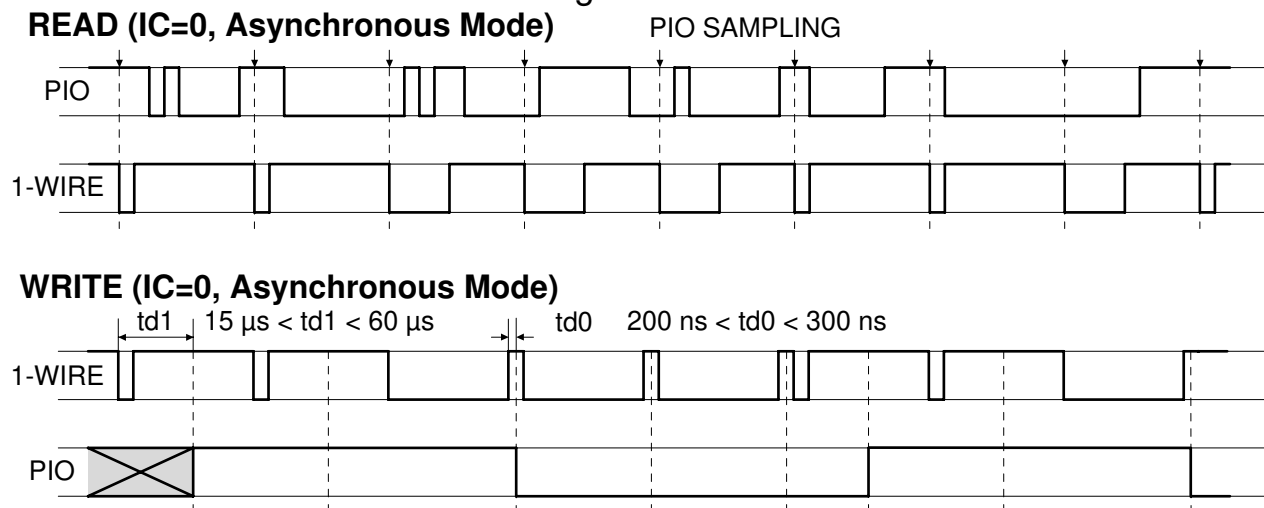 READ (IC=0, Asynchronous Mode) PIO SAMPLING
PIO
1-WIRE
WRITE (IC=0, Asynchronous Mode)
td1 15 µs < td1 < 60 µs td0 200 ns < td0 < 300 ns
1-WIRE
PIO